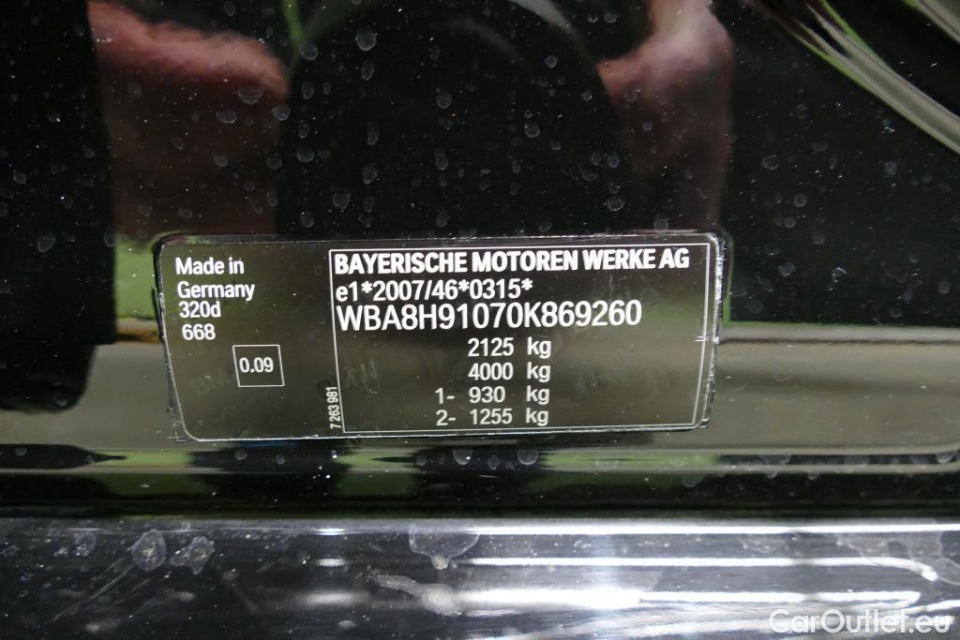 Made in
Germany
320d
668
0.09
7 263 981
BAYERISCHE MOTOREN WERKE AG
e1*2007/46*0315*
WBA8H91070K869260
2125 kg
4000 kg
1- 930 kg
2- 1255 kg
CarOutlet.eu